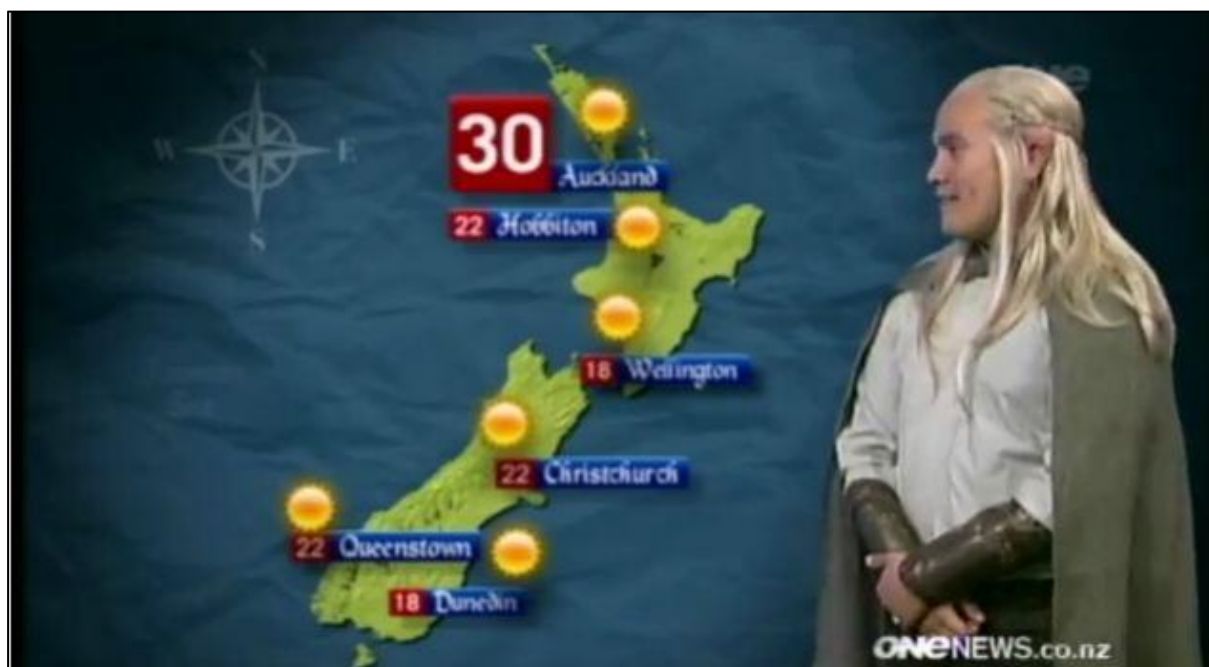 N
W E
S
30
Auckland
22 Hobbiton
18 Wellington
22 Christchurch
22 Queenstown
18 Dunedin
ONENEWS.co.nz